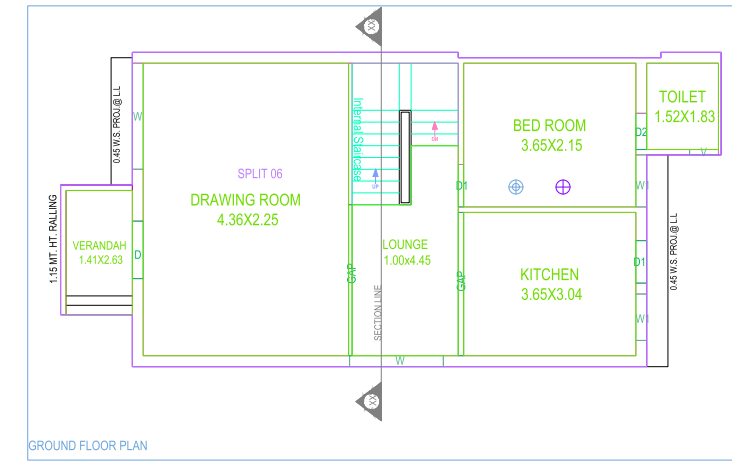 XX
0.45 W.S. PROJ.@ LL
W
Internal Staircase
DN
UP
BED ROOM
3.65X2.15
TOILET
1.52X1.83
D2
V
SPLIT 06
DRAWING ROOM
4.36X2.25
D1
W1
1.15 MT. HT. RALLING
VERANDAH
1.41X2.63
D
GAP
LOUNGE
1.00x4.45
GAP
KITCHEN
3.65X3.04
D1
W1
0.45 W.S. PROJ.@ LL
SECTION LINE
W
XX
GROUND FLOOR PLAN